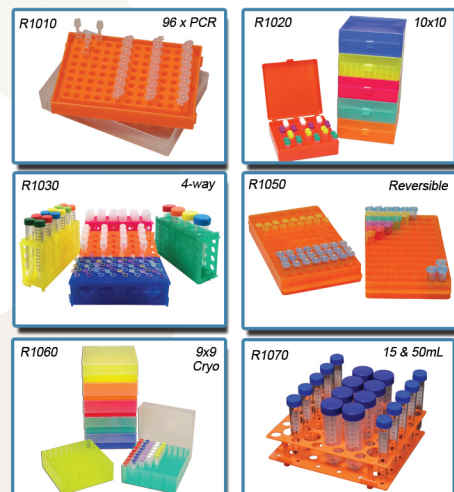 R1010 96 x PCR
R1020 10x10
R1030 4-way
R1050 Reversible
R1060 9x9
Cryo
R1070 15 & 50mL